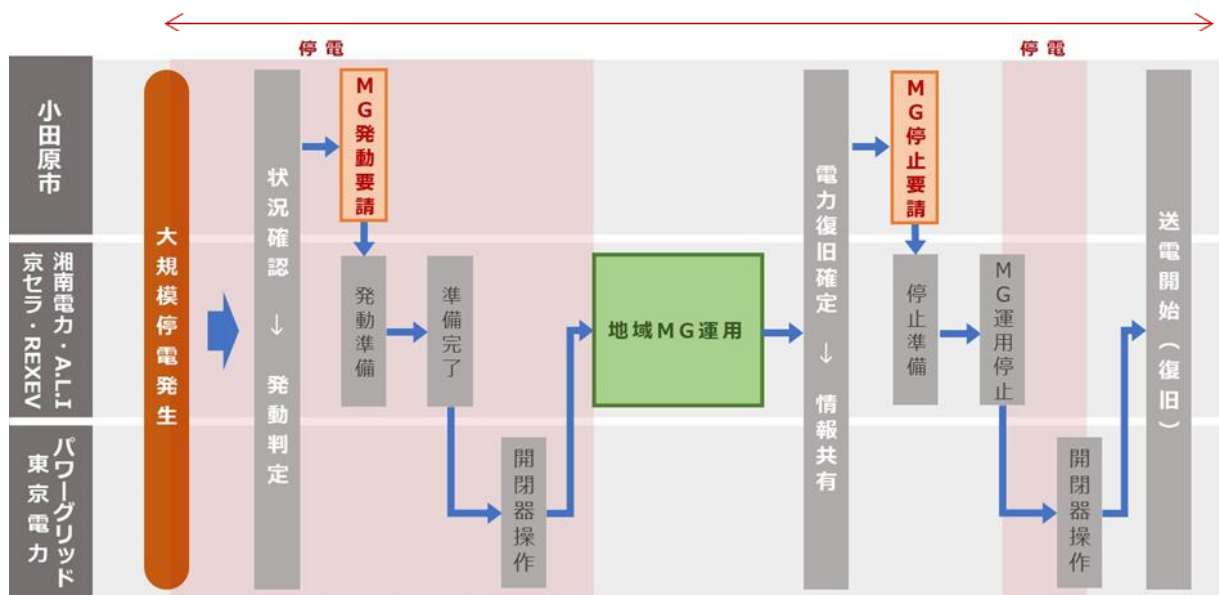 停電
停電
小田原市
湘南電力・A.L.I
京セラ・REXEV
東京電力
パワーグリッド
大規模停電発生
状況確認 → 発動判定
MG発動要請
発動準備
準備完了
開閉器操作
地域MG運用
電力復旧確定 → 情報共有
MG停止要請
停止準備
MG運用停止
開閉器操作
送電開始（復旧）